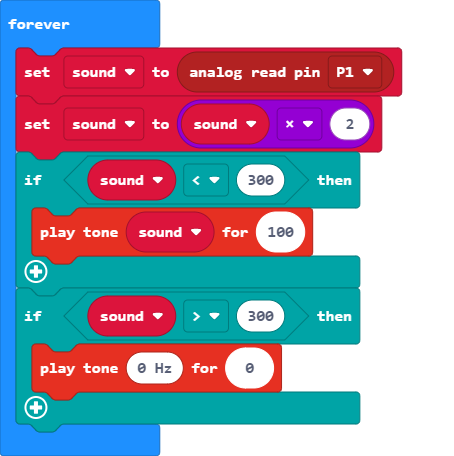 forever
set sound to analog read pin P1
set sound to sound × 2
if sound < 300 then
play tone sound for 100
if sound > 300 then
play tone 0 Hz for 0